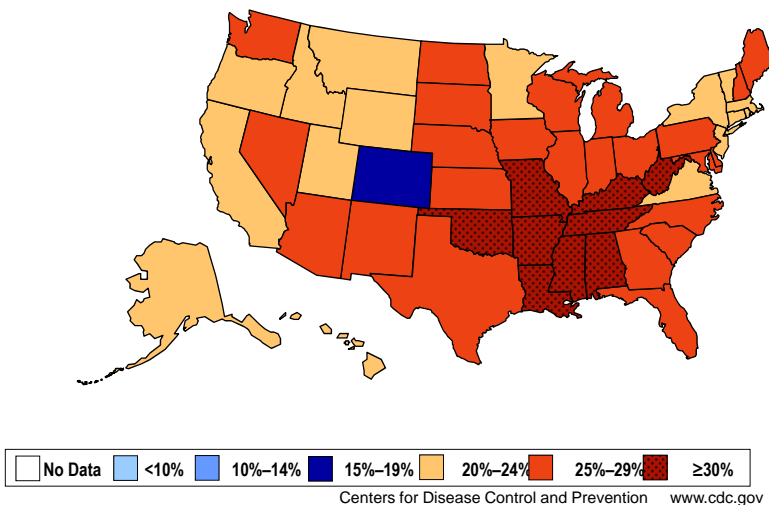 No Data <10% 10%–14% 15%–19% 20%–24% 25%–29% ≥30%
Centers for Disease Control and Prevention www.cdc.gov